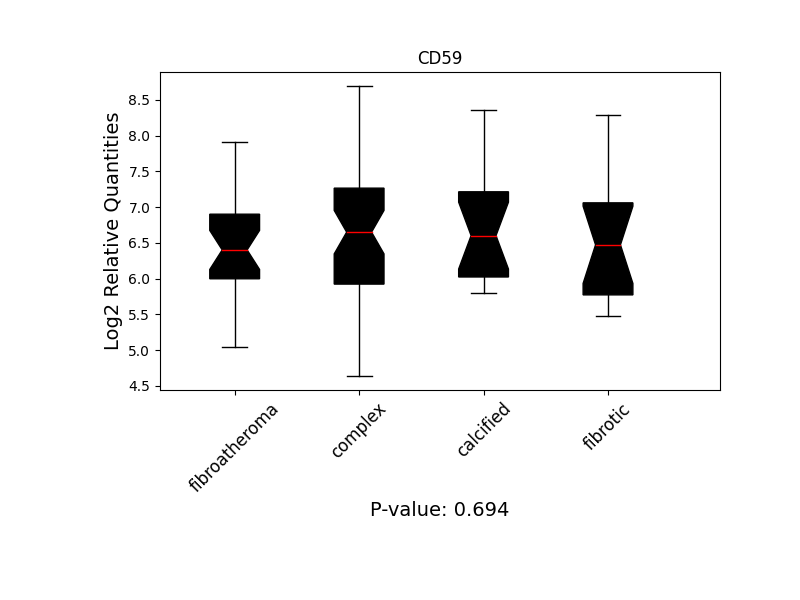 CD59
Log2 Relative Quantities
8.5
8.0
7.5
7.0
6.5
6.0
5.5
5.0
4.5
fibroatheroma
complex
calcified
fibrotic
P-value: 0.694